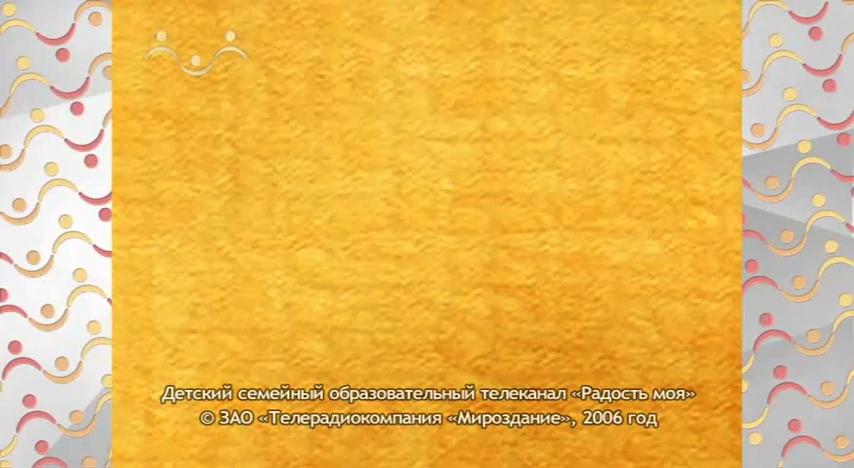 Детский семейный образовательный телеканал «Радость моя»
© ЗАО «Телерадиокомпания «Мироздание», 2006 год